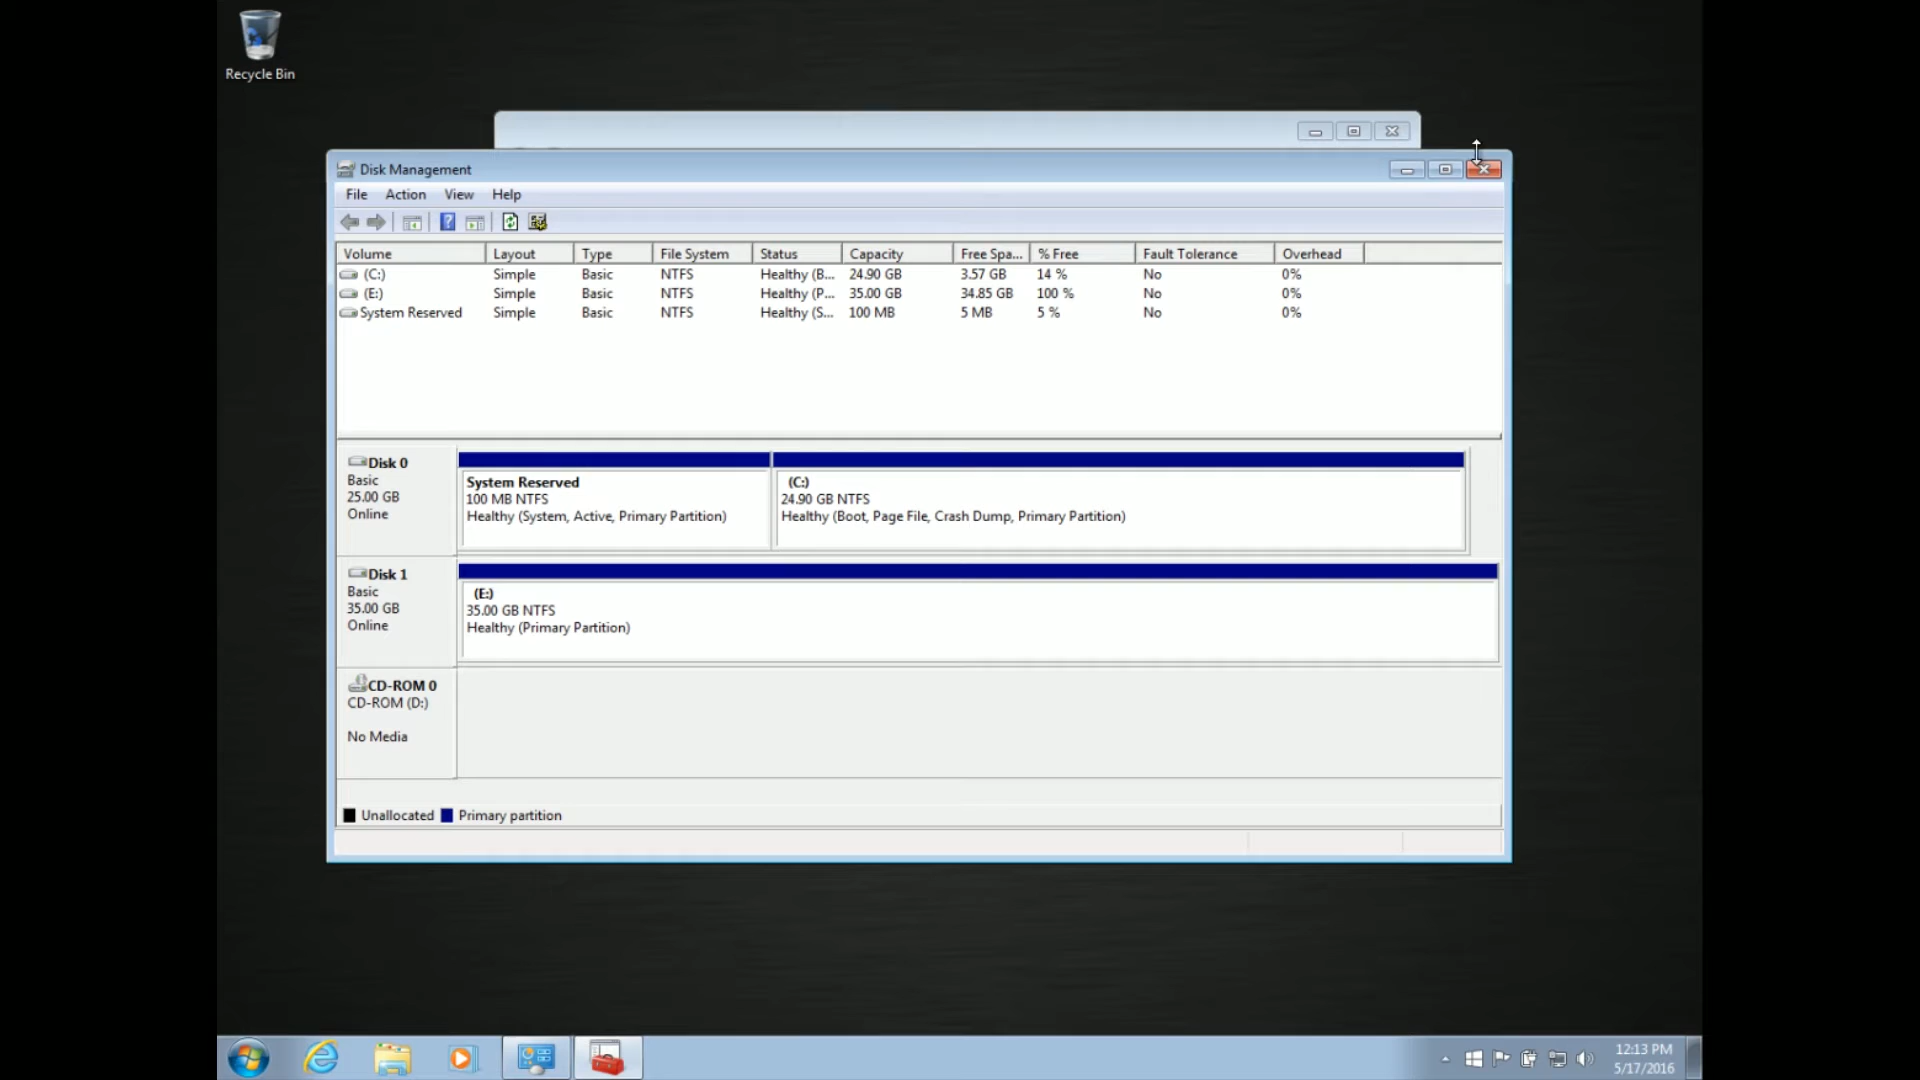 Recycle Bin
Disk Management
File Action View Help
Volume Layout Type File System Status Capacity Free Spa... % Free Fault Tolerance Overhead
(C:) Simple Basic NTFS Healthy (B... 24.90 GB 3.57 GB 14 % No 0%
(E:) Simple Basic NTFS Healthy (P... 35.00 GB 34.85 GB 100 % No 0%
System Reserved Simple Basic NTFS Healthy (S... 100 MB 5 MB 5 % No 0%
Disk 0
Basic
25.00 GB
Online
System Reserved
100 MB NTFS
Healthy (System, Active, Primary Partition)
(C:)
24.90 GB NTFS
Healthy (Boot, Page File, Crash Dump, Primary Partition)
Disk 1
Basic
35.00 GB
Online
(E:)
35.00 GB NTFS
Healthy (Primary Partition)
CD-ROM 0
CD-ROM (D:)
No Media
Unallocated Primary partition
12:13 PM
5/17/2016